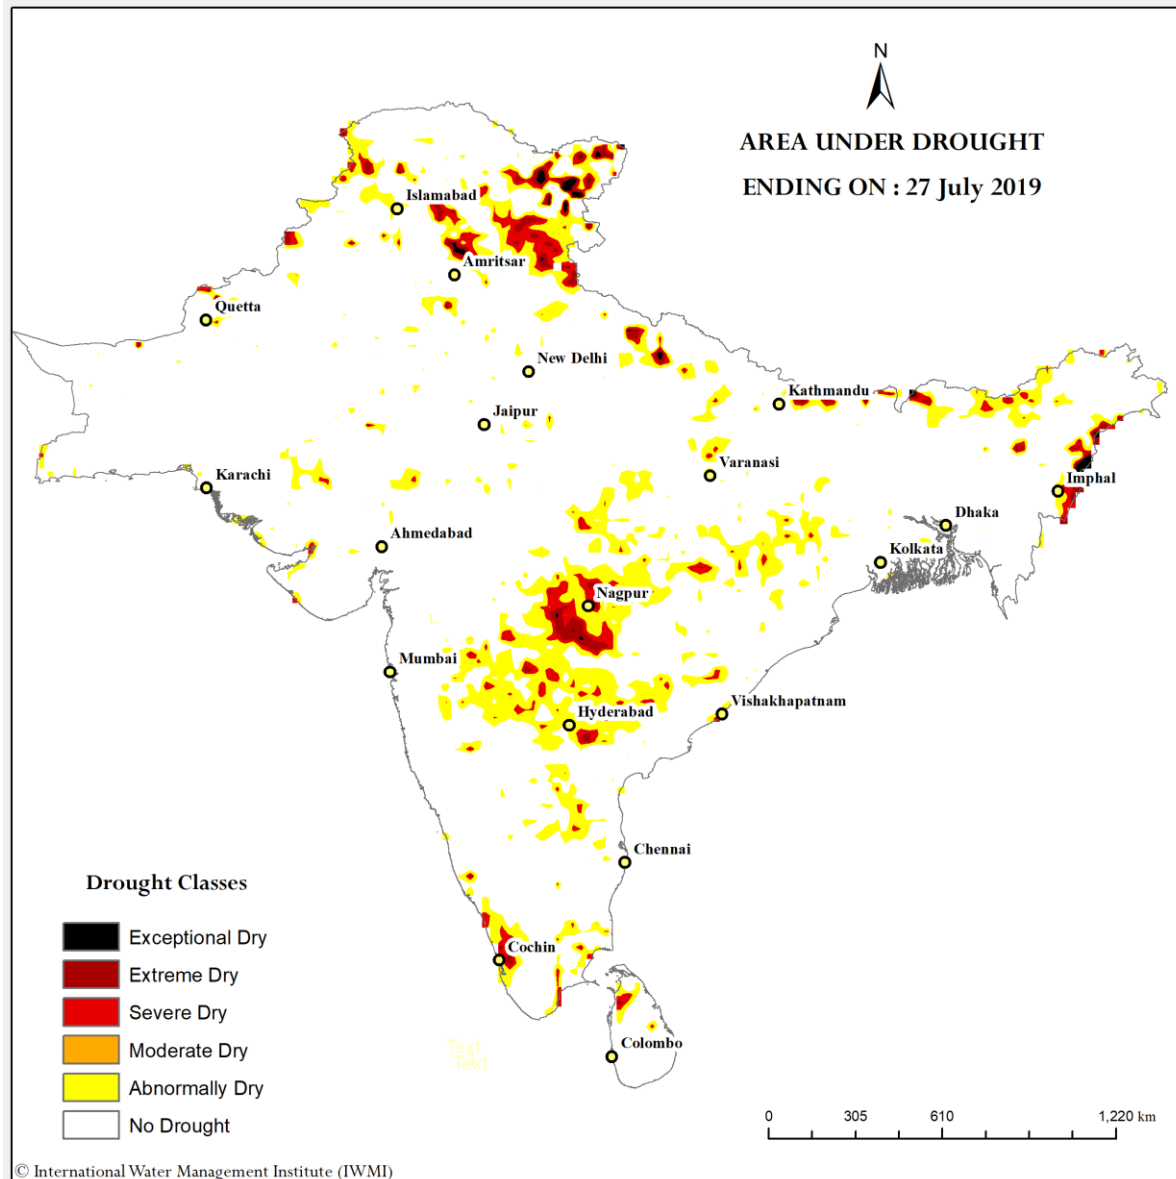 N
AREA UNDER DROUGHT
ENDING ON : 27 July 2019
Islamabad
Amritsar
Quetta
New Delhi
Kathmandu
Jaipur
Varanasi
Karachi
Imphal
Dhaka
Ahmedabad
Kolkata
Nagpur
Mumbai
Vishakhapatnam
Hyderabad
Chennai
Drought Classes
Exceptional Dry
Cochin
Extreme Dry
Severe Dry
Colombo
Text
Text
Moderate Dry
Abnormally Dry
No Drought
0 305 610 1,220 km
© International Water Management Institute (IWMI)